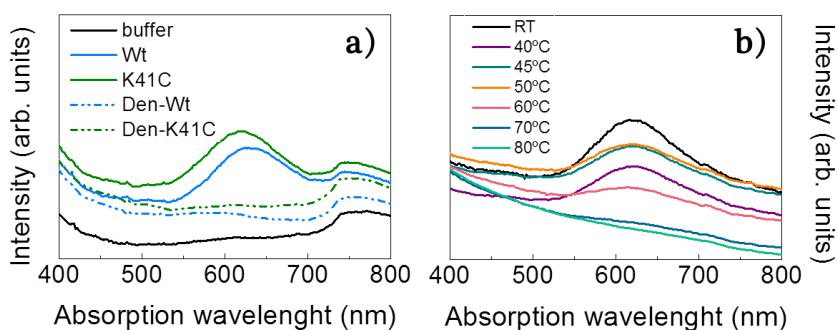 a)
buffer
Wt
K41C
Den-Wt
Den-K41C
Intensity (arb. units)
400 500 600 700 800
Absorption wavelenght (nm)
b)
RT
40ºC
45ºC
50ºC
60ºC
70ºC
80ºC
Intensity (arb. units)
400 500 600 700 800
Absorption wavelenght (nm)